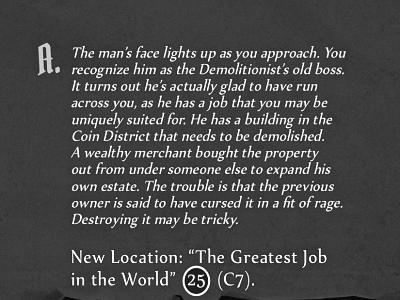 A. The man's face lights up as you approach. You
recognize him as the Demolitionist's old boss.
It turns out he's actually glad to have run
across you, as he has a job that you may be
uniquely suited for. He has a building in the
Coin District that needs to be demolished.
A wealthy merchant bought the property
out from under someone else to expand his
own estate. The trouble is that the previous
owner is said to have cursed it in a fit of rage.
Destroying it may be tricky.
New Location: “The Greatest Job
in the World” 25 (C7).